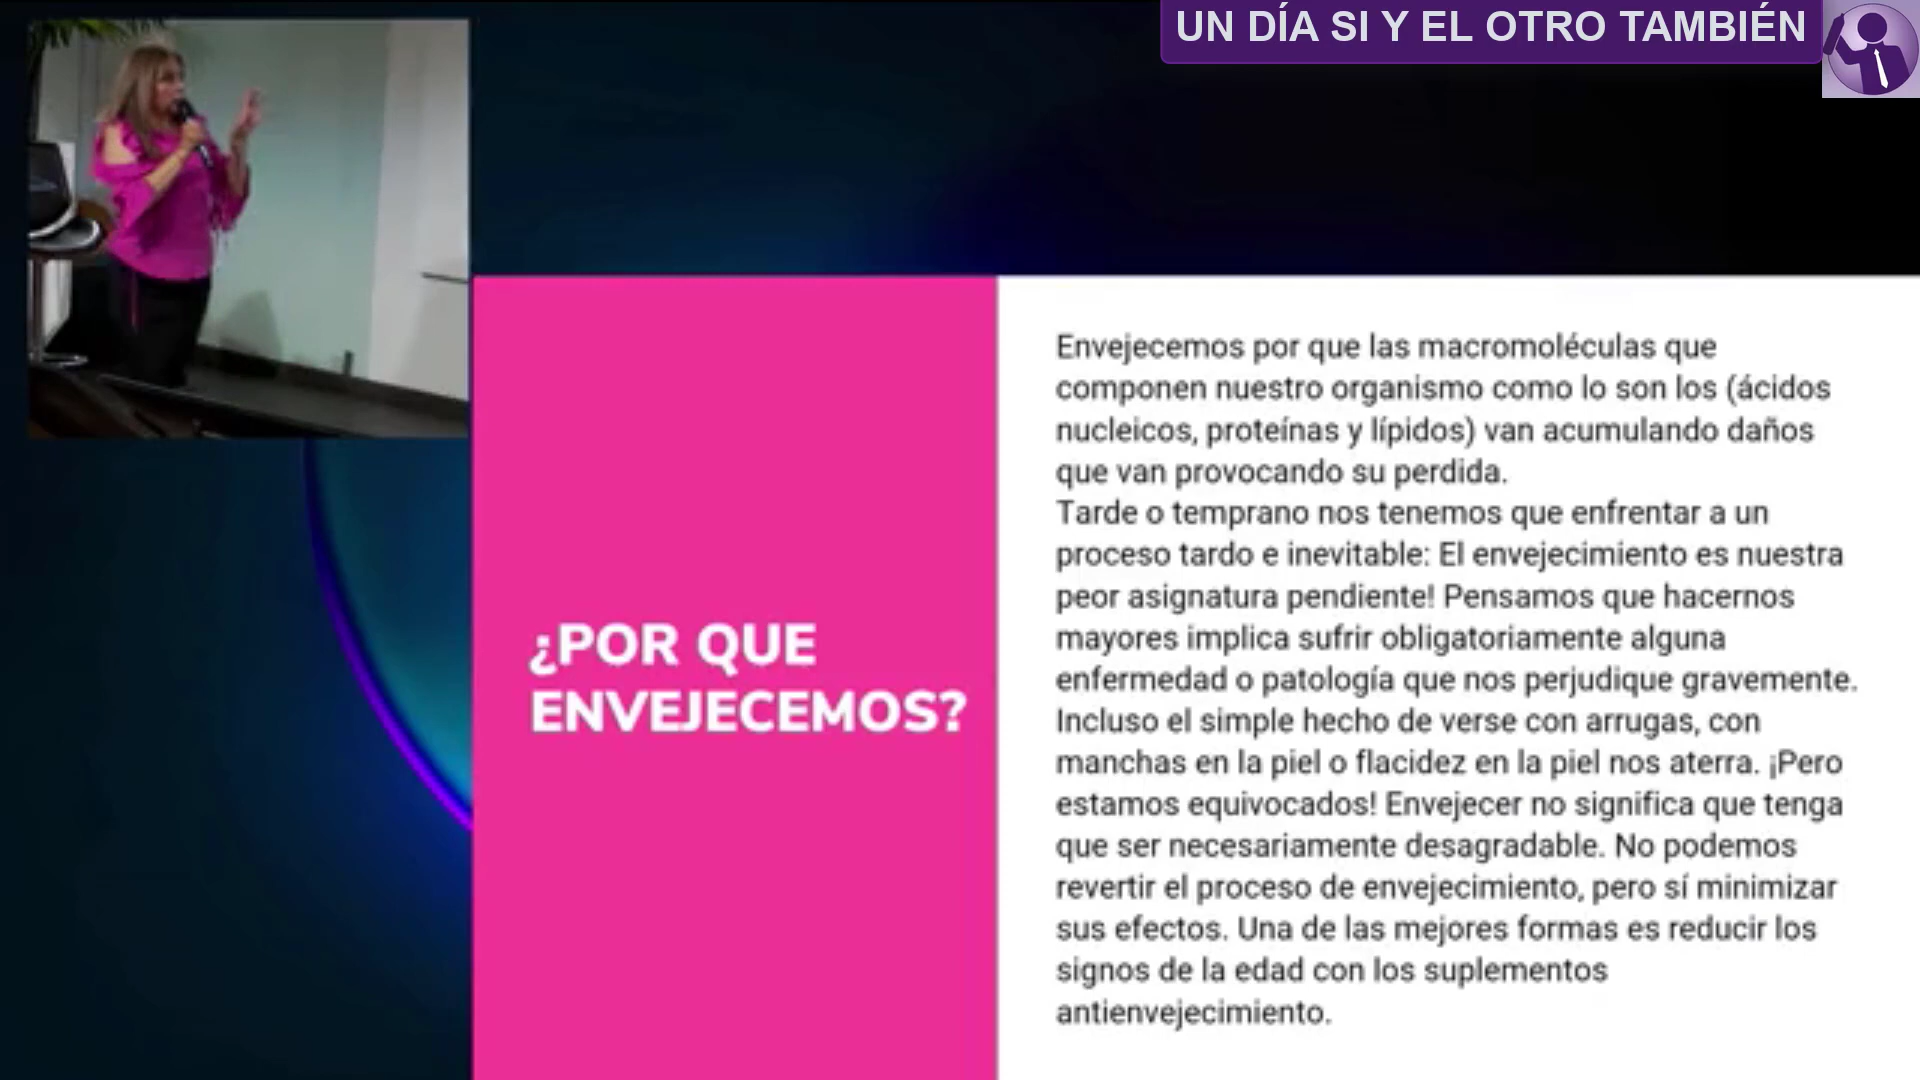 UN DÍA SI Y EL OTRO TAMBIÉN
¿POR QUE
ENVEJECEMOS?
Envejecemos por que las macromoléculas que
componen nuestro organismo como lo son los (ácidos
nucleicos, proteínas y lípidos) van acumulando daños
que van provocando su perdida.
Tarde o temprano nos tenemos que enfrentar a un
proceso tardo e inevitable: El envejecimiento es nuestra
peor asignatura pendiente! Pensamos que hacernos
mayores implica sufrir obligatoriamente alguna
enfermedad o patología que nos perjudique gravemente.
Incluso el simple hecho de verse con arrugas, con
manchas en la piel o flacidez en la piel nos aterra. ¡Pero
estamos equivocados! Envejecer no significa que tenga
que ser necesariamente desagradable. No podemos
revertir el proceso de envejecimiento, pero sí minimizar
sus efectos. Una de las mejores formas es reducir los
signos de la edad con los suplementos
antienvejecimiento.